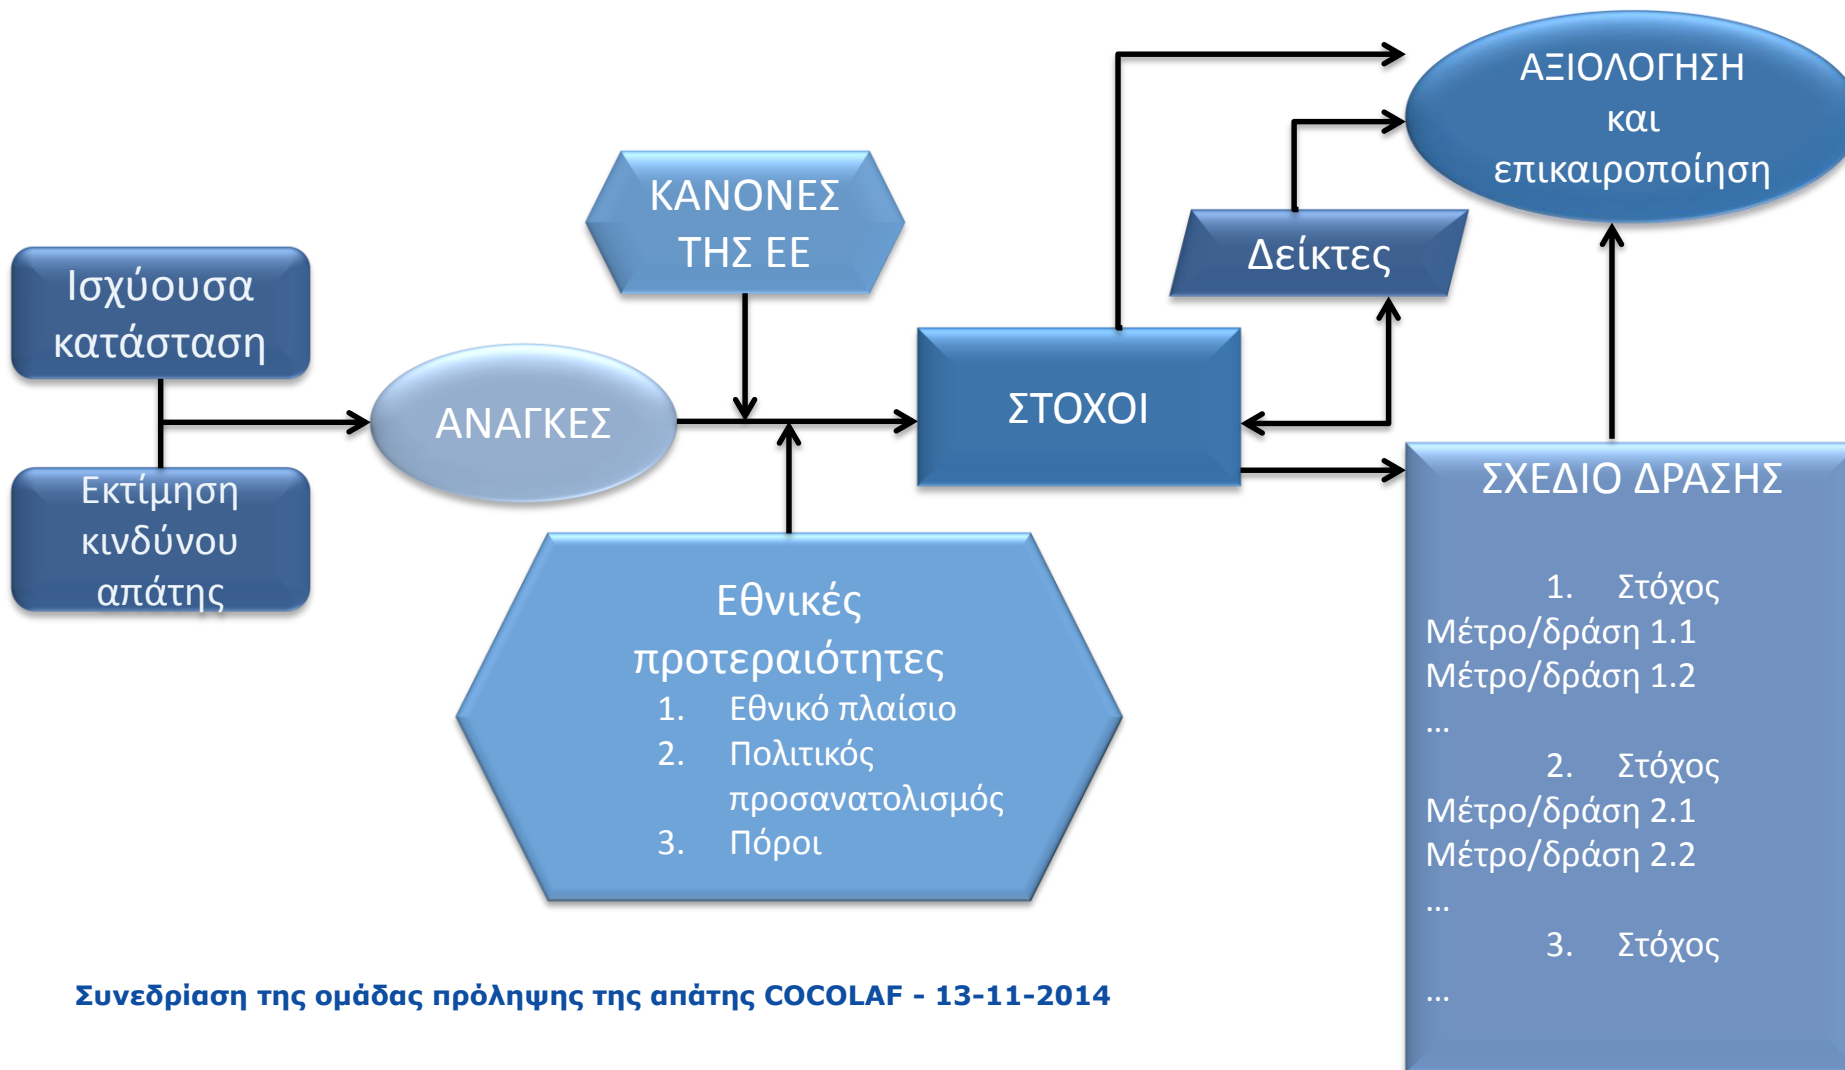 Ισχύουσα
κατάσταση
Εκτίμηση
κινδύνου
απάτης
ΑΝΑΓΚΕΣ
ΚΑΝΟΝΕΣ
ΤΗΣ ΕΕ
Εθνικές
προτεραιότητες
1. Εθνικό πλαίσιο
2. Πολιτικός
προσανατολισμός
3. Πόροι
ΣΤΟΧΟΙ
Δείκτες
ΑΞΙΟΛΟΓΗΣΗ
και
επικαιροποίηση
ΣΧΕΔΙΟ ΔΡΑΣΗΣ
1. Στόχος
Μέτρο/δράση 1.1
Μέτρο/δράση 1.2
...
2. Στόχος
Μέτρο/δράση 2.1
Μέτρο/δράση 2.2
...
3. Στόχος
...
Συνεδρίαση της ομάδας πρόληψης της απάτης COCOLAF - 13-11-2014